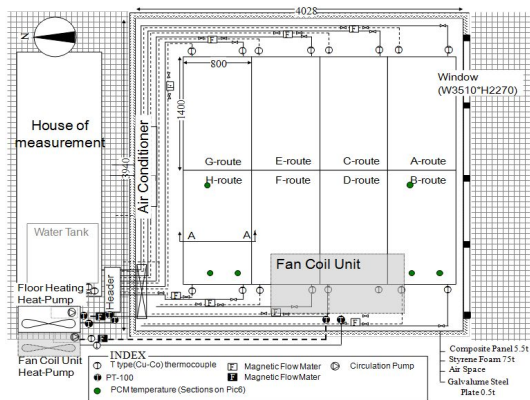 4028
N
House of
measurement
Water Tank
Floor Heating
Heat-Pump
Fan Coil Unit
Heat-Pump
Header
Air Conditioner
3940
800
1400
Window
(W3510*H2270)
G-route
E-route
C-route
A-route
H-route
F-route
D-route
B-route
A
A
Fan Coil Unit
F
F
F
F
F
F
F
INDEX
T type(Cu-Co) thermocouple
F Magnetic Flow Mater
Circulation Pump
PT-100
F Magnetic FlowMater
PCM temperature (Sections on Pic6)
Composite Panel 5.5t
Styrene Foam 75t
Air Space
Galvalume Steel
Plate 0.5t